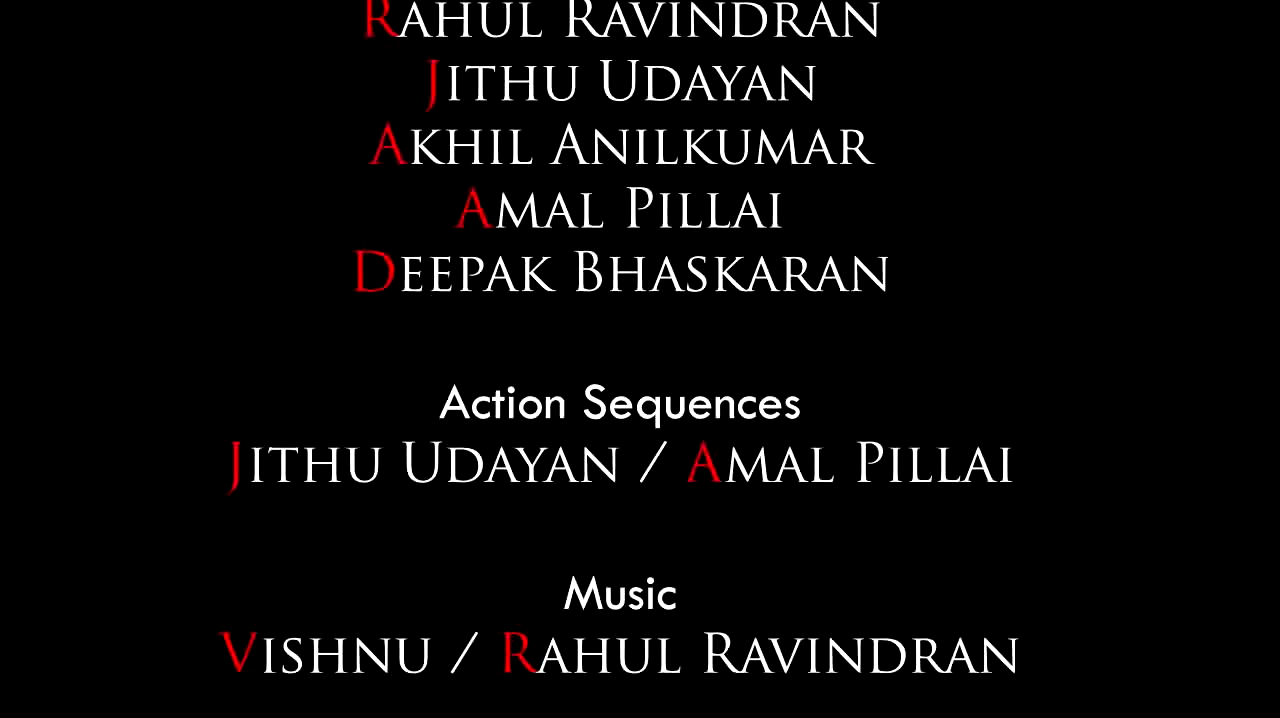 Rahul Ravindran
Jithu Udayan
Akhil Anilkumar
Amal Pillai
Deepak Bhaskaran
Action Sequences
Jithu Udayan / Amal Pillai
Music
Vishnu / Rahul Ravindran